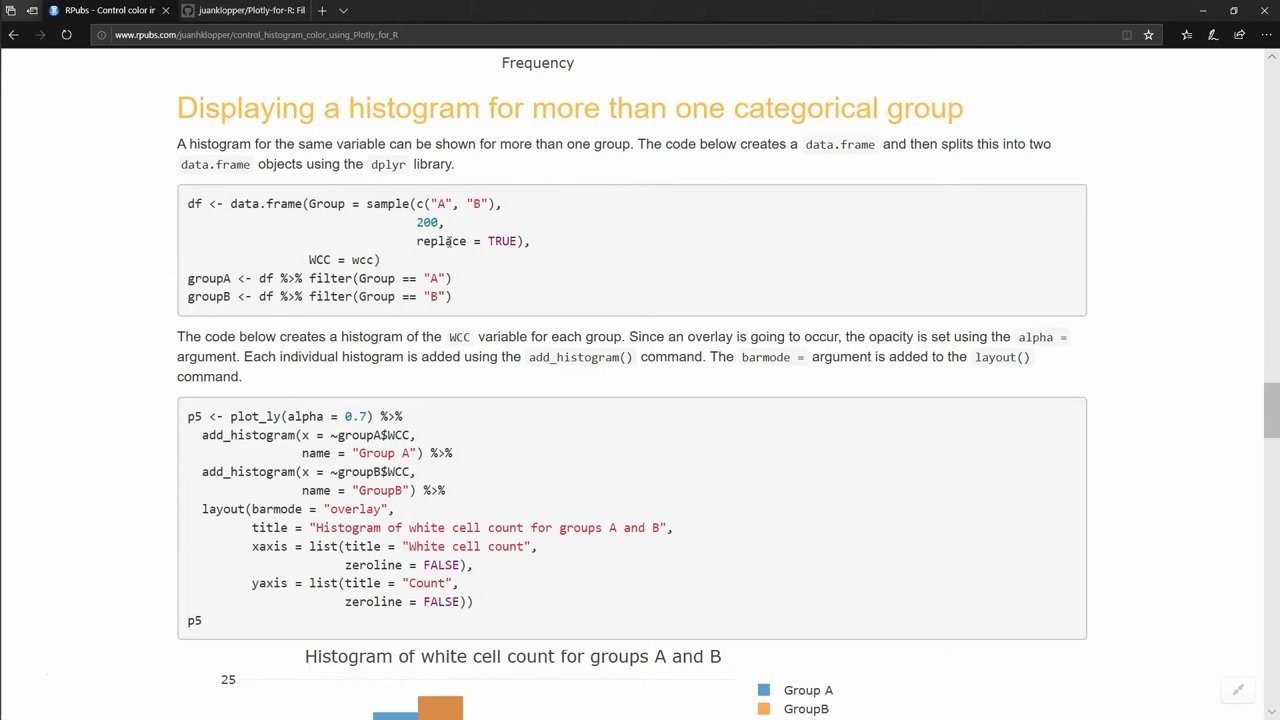 RPubs - Control color in
juanklopper/Plotly-for-R: Fil
www.rpubs.com/juanhklopper/control_histogram_color_using_Plotly_for_R
Frequency
Displaying a histogram for more than one categorical group
A histogram for the same variable can be shown for more than one group. The code below creates a data.frame and then splits this into two
data.frame objects using the dplyr library.
df <- data.frame(Group = sample(c("A", "B"),
200,
replace = TRUE),
WCC = wcc)
groupA <- df %>% filter(Group == "A")
groupB <- df %>% filter(Group == "B")
The code below creates a histogram of the WCC variable for each group. Since an overlay is going to occur, the opacity is set using the alpha =
argument. Each individual histogram is added using the add_histogram() command. The barmode = argument is added to the layout()
command.
p5 <- plot_ly(alpha = 0.7) %>%
add_histogram(x = ~groupA$WCC,
name = "Group A") %>%
add_histogram(x = ~groupB$WCC,
name = "GroupB") %>%
layout(barmode = "overlay",
title = "Histogram of white cell count for groups A and B",
xaxis = list(title = "White cell count",
zeroline = FALSE),
yaxis = list(title = "Count",
zeroline = FALSE))
p5
Histogram of white cell count for groups A and B
25
Group A
GroupB